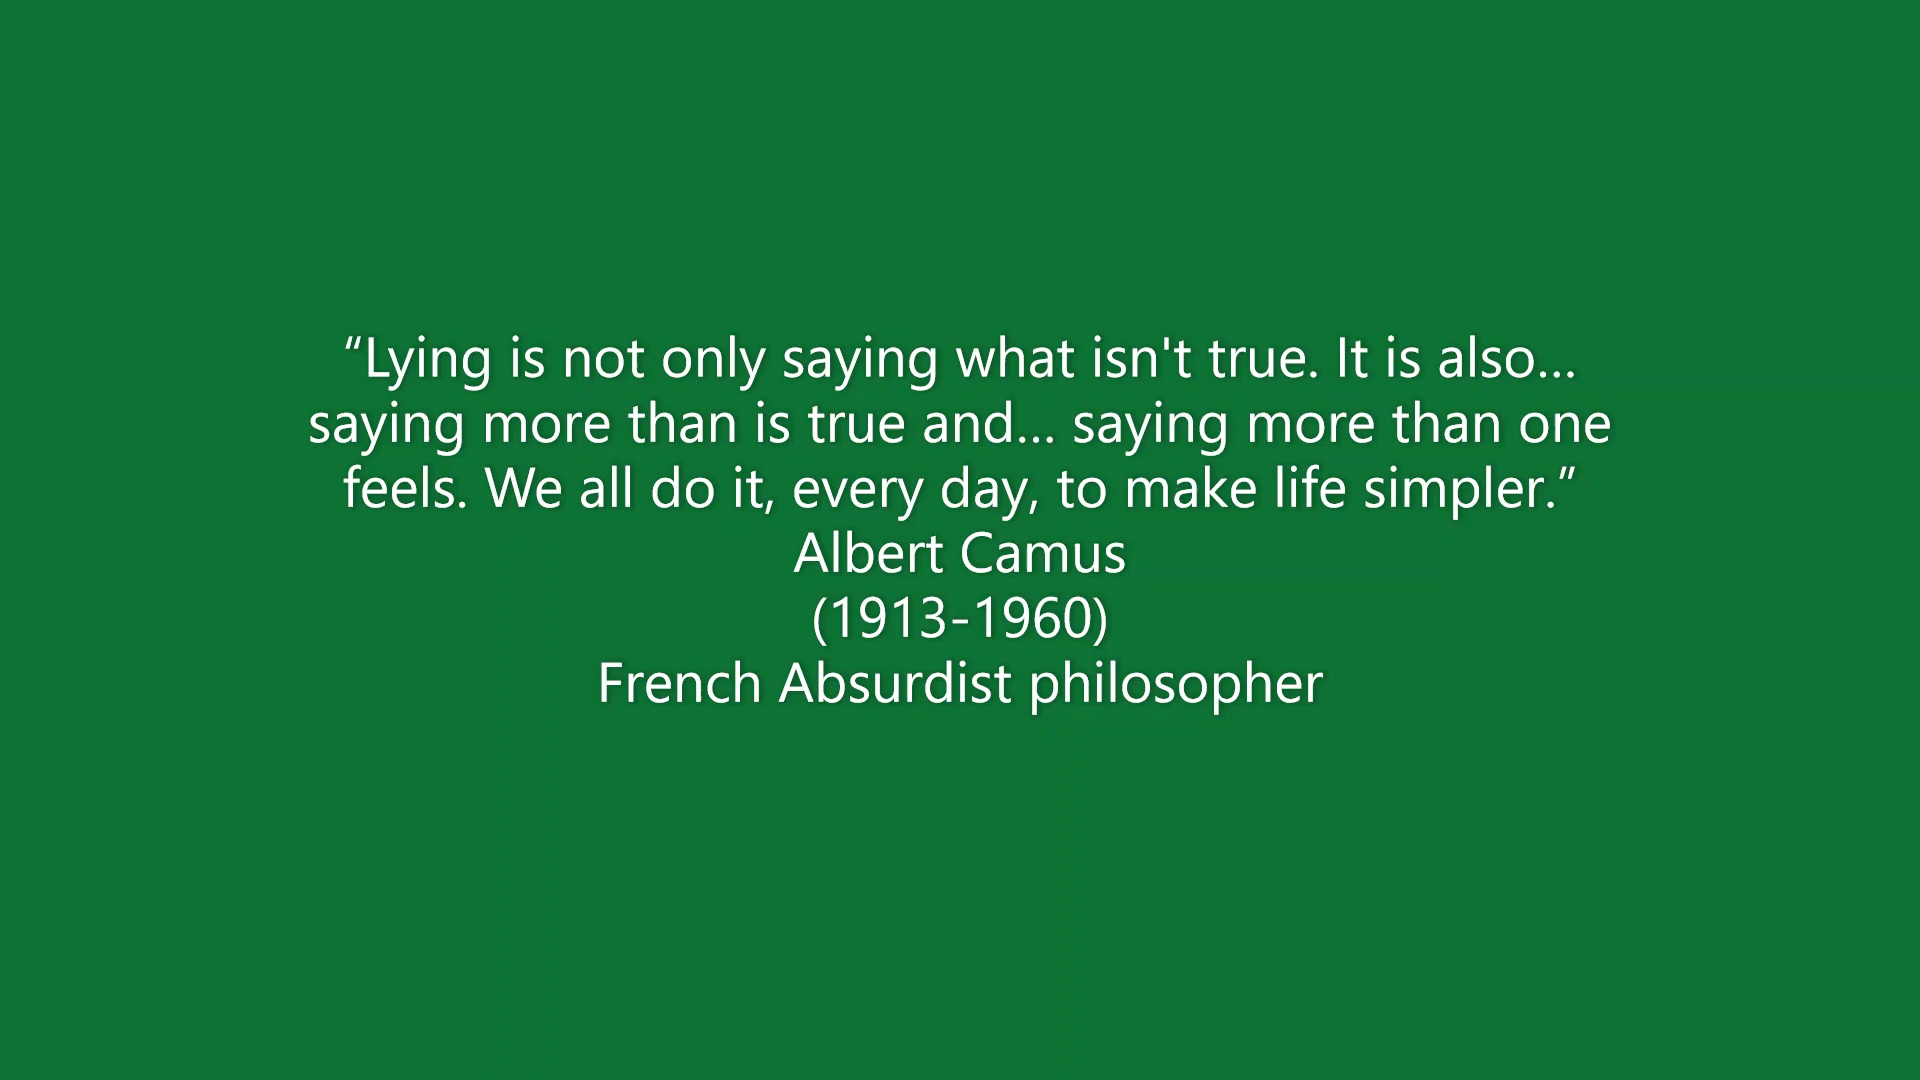 “Lying is not only saying what isn't true. It is also…
saying more than is true and… saying more than one
feels. We all do it, every day, to make life simpler.”
Albert Camus
(1913-1960)
French Absurdist philosopher